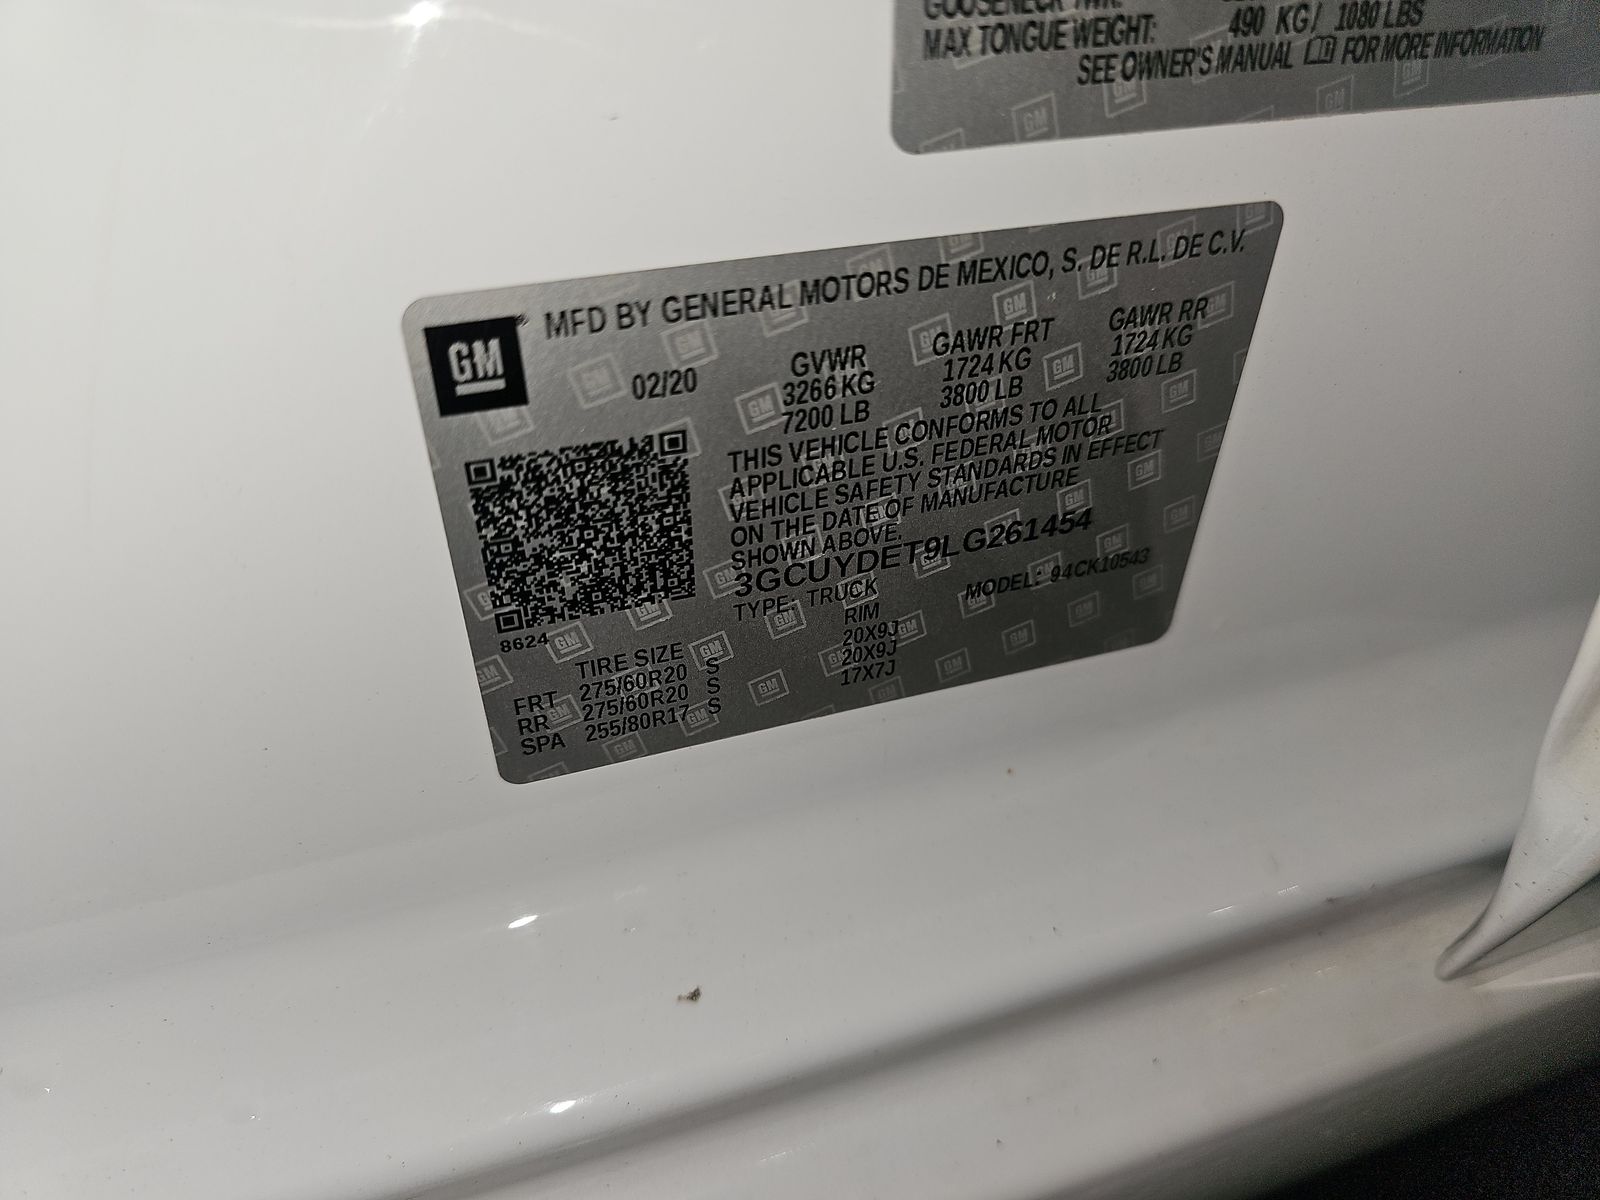 MAX TONGUE WEIGHT: 490 KG/ 1080 LBS
SEE OWNER'S MANUAL FOR MORE INFORMATION
GM
MFD BY GENERAL MOTORS DE MEXICO, S. DE R.L. DE C.V.
02/20
GVWR GAWR FRT GAWR RR
3266 KG 1724 KG 1724 KG
7200 LB 3800 LB 3800 LB
THIS VEHICLE CONFORMS TO ALL
APPLICABLE U.S. FEDERAL MOTOR
VEHICLE SAFETY STANDARDS IN EFFECT
ON THE DATE OF MANUFACTURE
SHOWN ABOVE.
3GCUYDET9LG261454
TYPE: TRUCK MODEL: 94CK10543
8624
TIRE SIZE RIM
FRT 275/60R20 S 20X9J
RR 275/60R20 S 20X9J
SPA 255/80R17 S 17X7J